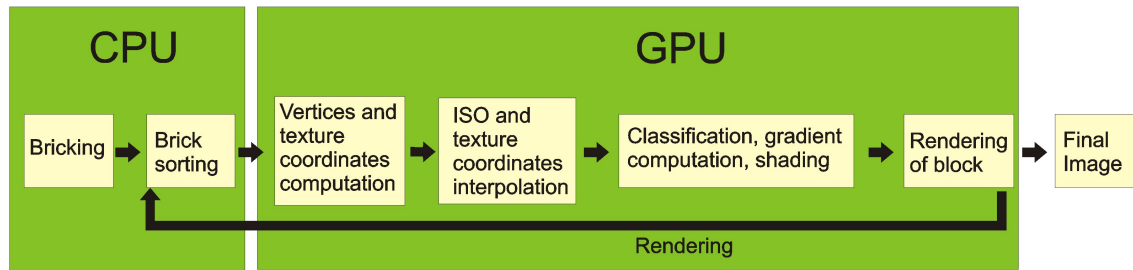 CPU
GPU
Bricking
Brick
sorting
Vertices and
texture
coordinates
computation
ISO and
texture
coordinates
interpolation
Classification, gradient
computation, shading
Rendering
of block
Final
Image
Rendering